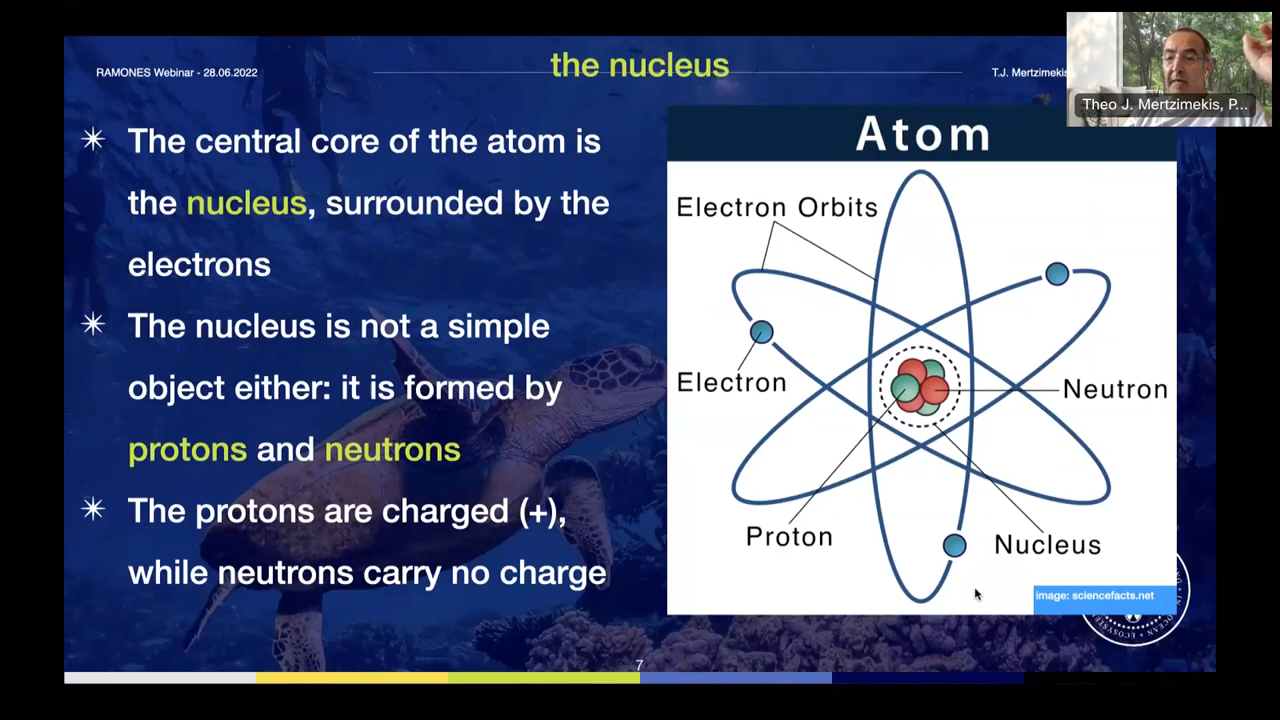 RAMONES Webinar - 28.06.2022
the nucleus
T.J. Mertzimekis
Theo J. Mertzimekis, P...
The central core of the atom is
the nucleus, surrounded by the
electrons
The nucleus is not a simple
object either: it is formed by
protons and neutrons
The protons are charged (+),
while neutrons carry no charge
Atom
Electron Orbits
Electron
Neutron
Proton
Nucleus
image: sciencefacts.net
OCEAN ECOSYSTE
7